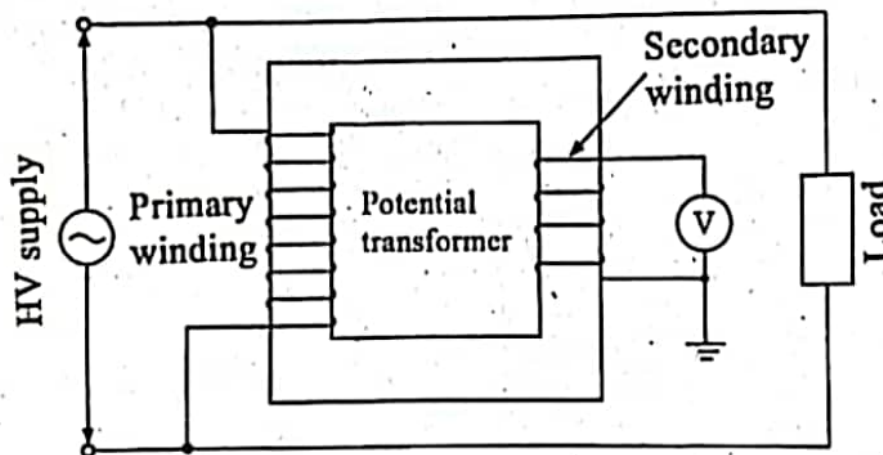 Secondary
winding
HV supply
Primary
winding
Potential
transformer
V
Load